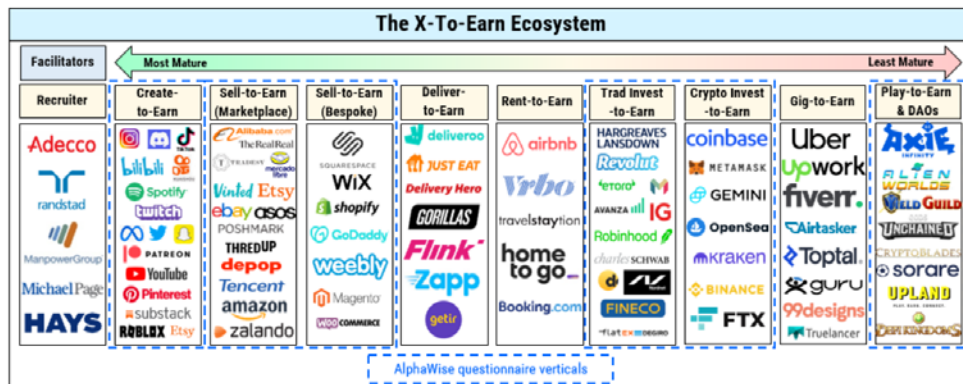 The X-To-Earn Ecosystem
Facilitators
Most Mature
Least Mature
Recruiter
Adecco
randstad
ManpowerGroup
Michael Page
HAYS
Create-
to-Earn
TikTok
bilibili
Spotify
twitch
PATREON
YouTube
Pinterest
substack
ROBLOX Etsy
Sell-to-Earn
(Marketplace)
Alibaba.com
TheRealReal
TRADESY
mercado
libre
Vinted Etsy
ebay asos
POSHMARK
THREDUP
depop
Tencent
amazon
zalando
Sell-to-Earn
(Bespoke)
SQUARESPACE
WiX
shopify
GoDaddy
weebly
Magento
WOO COMMERCE
Deliver-
to-Earn
deliveroo
JUST EAT
Delivery Hero
GORILLAS
Flink
Zapp
getir
Rent-to-Earn
airbnb
Vrbo
travelstaytion
home
to go
Booking.com
Trad Invest
-to-Earn
HARGREAVES
LANSDOWN
Revolut
eToro
AVANZA
IG
Robinhood
charles SCHWAB
FINECO
flatEX DEGIRO
Crypto Invest
-to-Earn
coinbase
METAMASK
GEMINI
OpenSea
kraken
BINANCE
FTX
Gig-to-Earn
Uber
upwork
fiverr.
Airtasker
Toptal
guru
99designs
Truelancer
Play-to-Earn
& DAOs
AXIE
INFINITY
ALIEN
WORLDS
YIELD GUILD
UNCHAINED
CRYPTOBLADES
sorare
UPLAND
DEFI KINGDOMS
AlphaWise questionnaire verticals